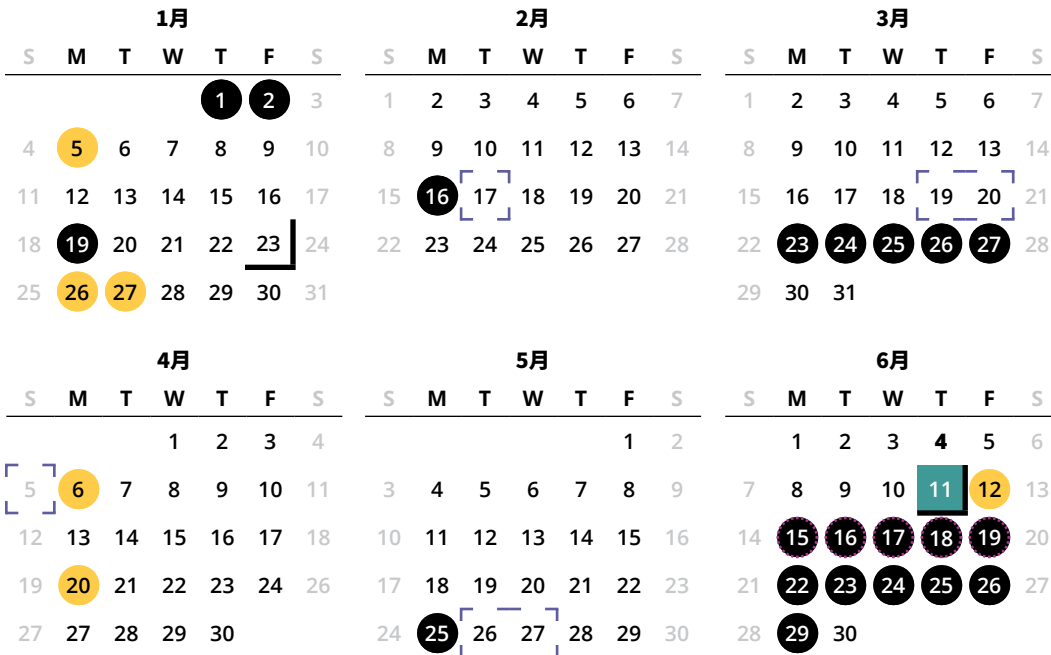 1月
S M T W T F S
1 2 3
4 5 6 7 8 9 10
11 12 13 14 15 16 17
18 19 20 21 22 23 24
25 26 27 28 29 30 31
2月
S M T W T F S
1 2 3 4 5 6 7
8 9 10 11 12 13 14
15 16 17 18 19 20 21
22 23 24 25 26 27 28
3月
S M T W T F S
1 2 3 4 5 6 7
8 9 10 11 12 13 14
15 16 17 18 19 20 21
22 23 24 25 26 27 28
29 30 31
4月
S M T W T F S
1 2 3 4
5 6 7 8 9 10 11
12 13 14 15 16 17 18
19 20 21 22 23 24 26
27 27 28 29 30
5月
S M T W T F S
1 2
3 4 5 6 7 8 9
10 11 12 13 14 15 16
17 18 19 20 21 22 23
24 25 26 27 28 29 30
6月
S M T W T F S
1 2 3 4 5 6
7 8 9 10 11 12 13
14 15 16 17 18 19 20
21 22 23 24 25 26 27
28 29 30